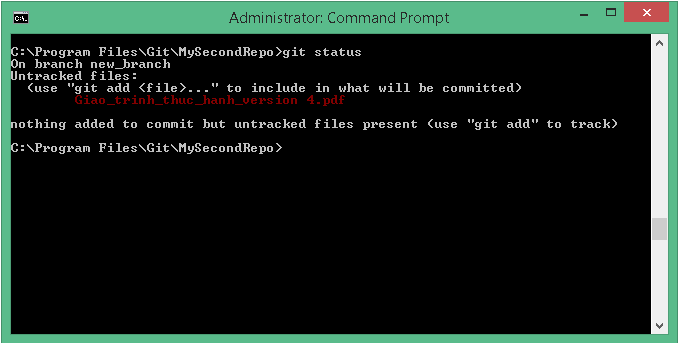 Administrator: Command Prompt
C:\Program Files\Git\MySecondRepo>git status
On branch new_branch
Untracked files:
  (use "git add <file>..." to include in what will be committed)
        Giao_trinh_thuc_hanh_version 4.pdf
nothing added to commit but untracked files present (use "git add" to track)
C:\Program Files\Git\MySecondRepo>